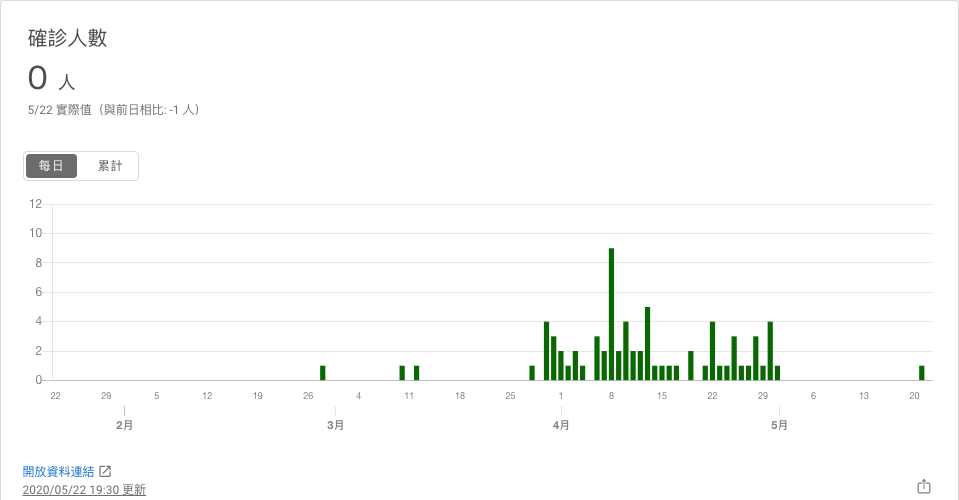 確診人數
0 人
5/22 實際值（與前日相比: -1 人）
每日 累計
12
10
8
6
4
2
0
22 29 5 12 19 26 4 11 18 25 1 8 15 22 29 6 13 20
2月 3月 4月 5月
開放資料連結
2020/05/22 19:30 更新